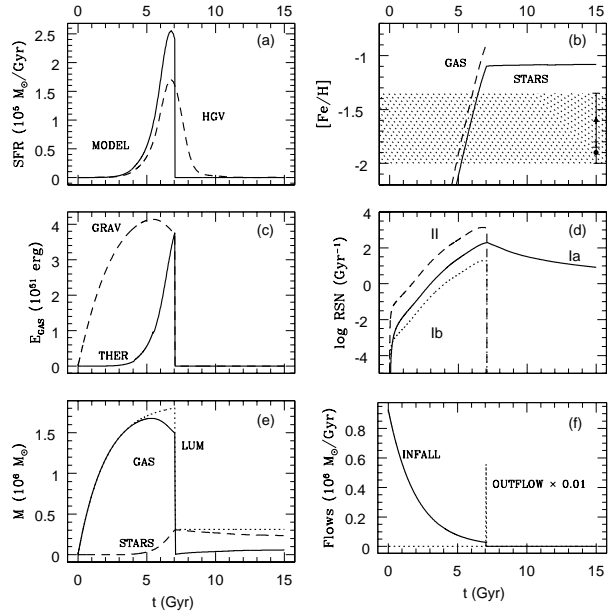 0 5 10 15
0 5 10 15
SFR (10⁵ M⊙/Gyr)
2.5
2
1.5
1
0.5
0
(a)
MODEL
HGV
[Fe/H]
-1
-1.5
-2
(b)
GAS
STARS
E_GAS (10⁵¹ erg)
4
3
2
1
0
(c)
GRAV
THER
log RSN (Gyr⁻¹)
4
2
0
-2
-4
(d)
II
Ia
Ib
M (10⁶ M⊙)
1.5
1
0.5
0
(e)
GAS
LUM
STARS
0 5 10 15
t (Gyr)
Flows (10⁶ M⊙/Gyr)
0.8
0.6
0.4
0.2
0
(f)
INFALL
OUTFLOW × 0.01
0 5 10 15
t (Gyr)